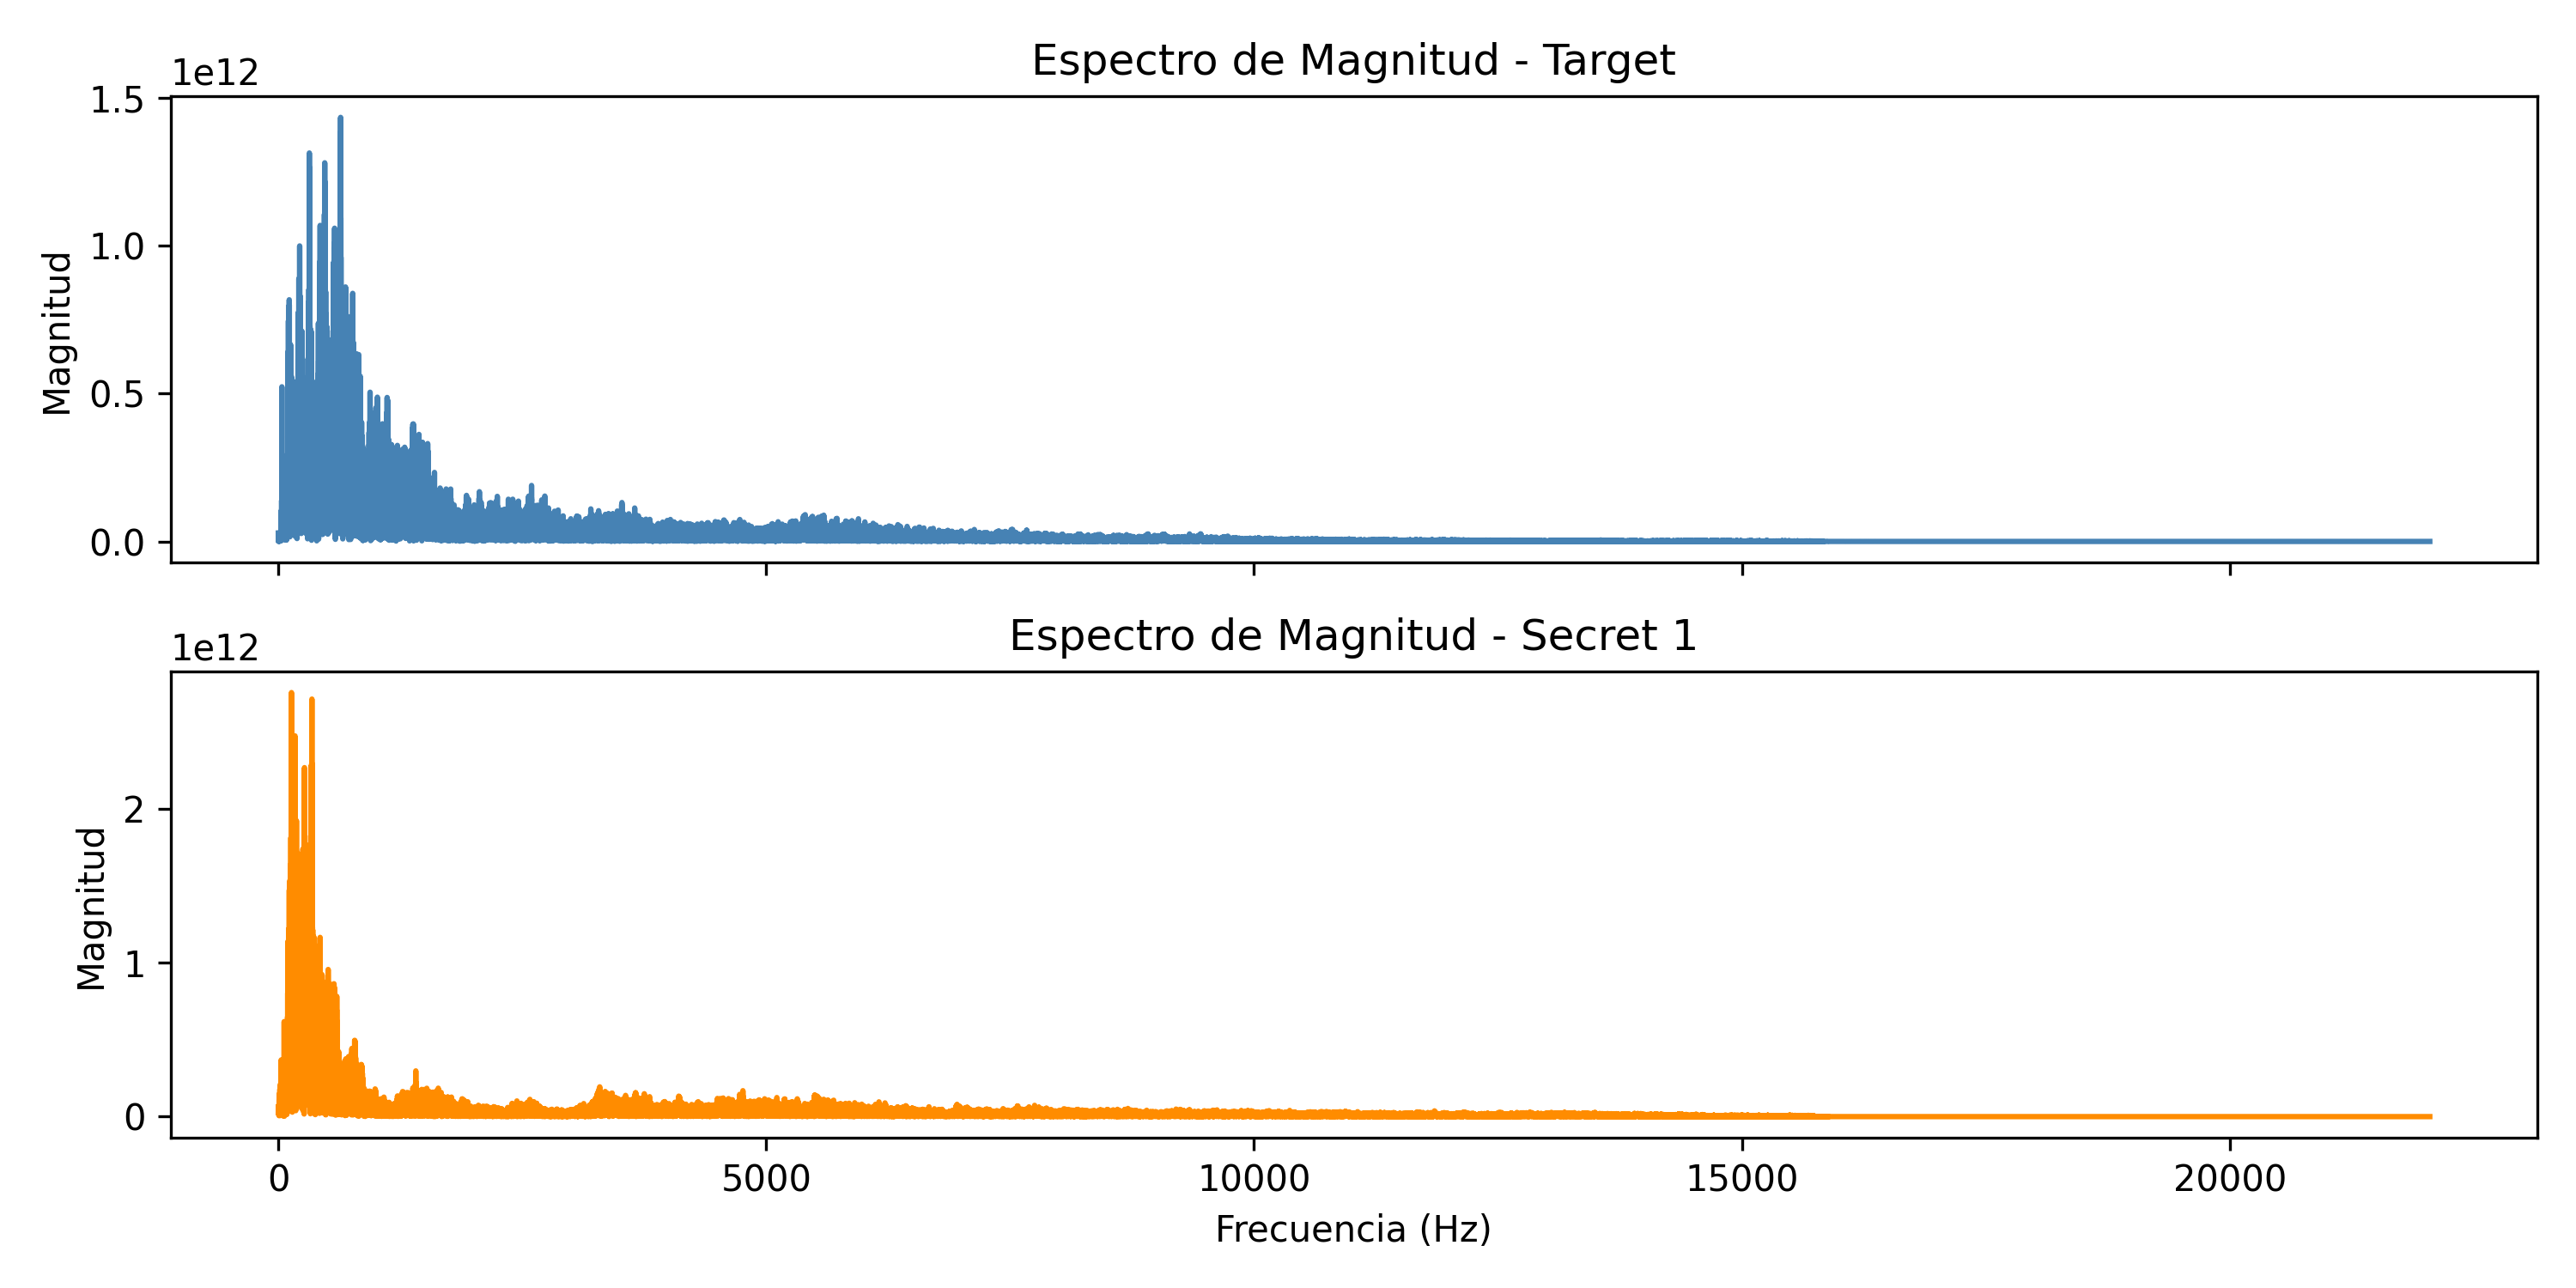 Espectro de Magnitud - Target
1e12
1.5
1.0
0.5
0.0
Magnitud
Espectro de Magnitud - Secret 1
1e12
2
1
0
Magnitud
0 5000 10000 15000 20000
Frecuencia (Hz)